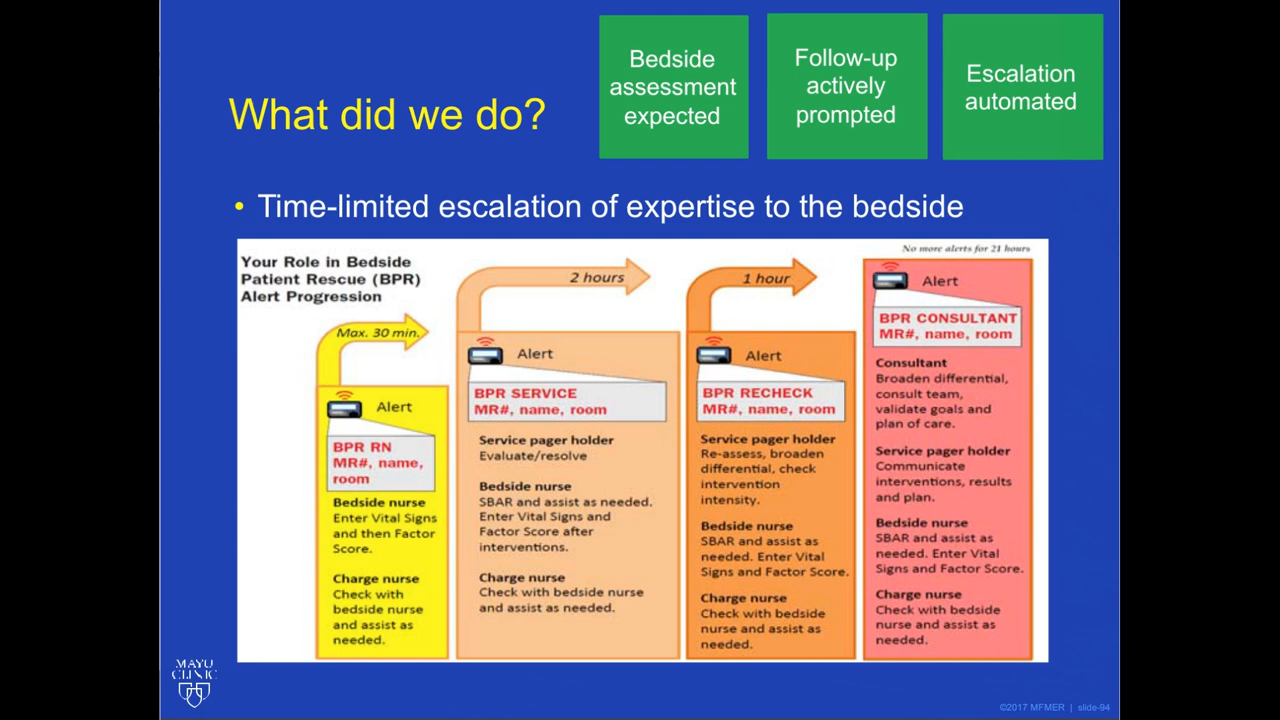 What did we do?
Bedside
assessment
expected
Follow-up
actively
prompted
Escalation
automated
• Time-limited escalation of expertise to the bedside
Your Role in Bedside
Patient Rescue (BPR)
Alert Progression
No more alerts for 21 hours
Max. 30 min.
Alert
BPR RN
MR#, name,
room
Bedside nurse
Enter Vital Signs
and then Factor
Score.
Charge nurse
Check with
bedside nurse
and assist as
needed.
2 hours
Alert
BPR SERVICE
MR#, name, room
Service pager holder
Evaluate/resolve
Bedside nurse
SBAR and assist as needed.
Enter Vital Signs and
Factor Score after
interventions.
Charge nurse
Check with bedside nurse
and assist as needed.
1 hour
Alert
BPR RECHECK
MR#, name, room
Service pager holder
Re-assess, broaden
differential, check
intervention
intensity.
Bedside nurse
SBAR and assist as
needed. Enter Vital
Signs and Factor Score.
Charge nurse
Check with bedside
nurse and assist as
needed.
Alert
BPR CONSULTANT
MR#, name, room
Consultant
Broaden differential,
consult team,
validate goals and
plan of care.
Service pager holder
Communicate
interventions, results
and plan.
Bedside nurse
SBAR and assist as
needed. Enter Vital
Signs and Factor Score.
Charge nurse
Check with bedside
nurse and assist as
needed.
MAYO
CLINIC
©2017 MFMER | slide-94